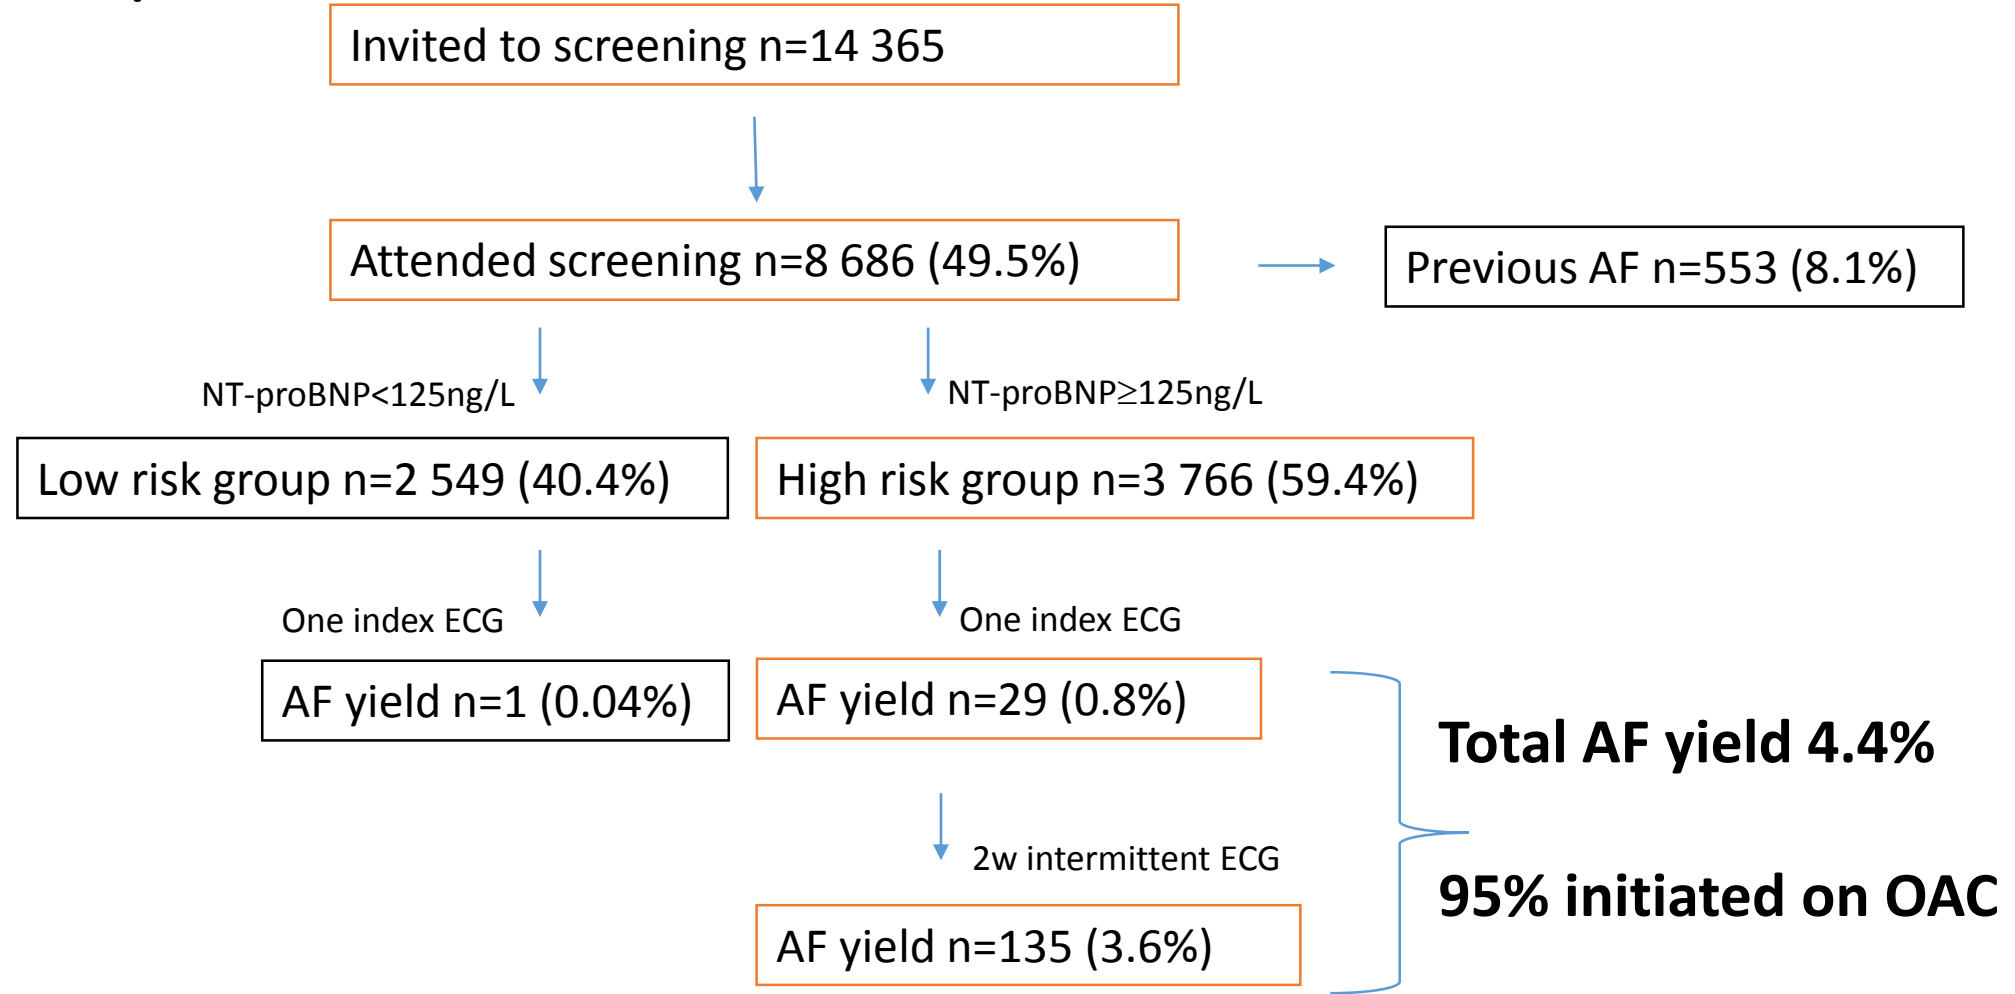 Invited to screening n=14 365
Attended screening n=8 686 (49.5%)
Previous AF n=553 (8.1%)
NT-proBNP<125ng/L
NT-proBNP≥125ng/L
Low risk group n=2 549 (40.4%)
High risk group n=3 766 (59.4%)
One index ECG
One index ECG
AF yield n=1 (0.04%)
AF yield n=29 (0.8%)
Total AF yield 4.4%
2w intermittent ECG
95% initiated on OAC
AF yield n=135 (3.6%)